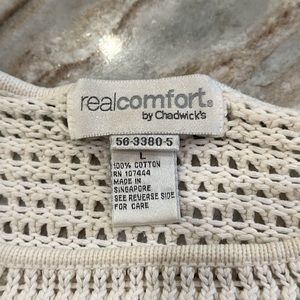 realcomfort®
by Chadwick's
56-3380-5
L
100% COTTON
RN 107444
MADE IN
SINGAPORE
SEE REVERSE SIDE
FOR CARE